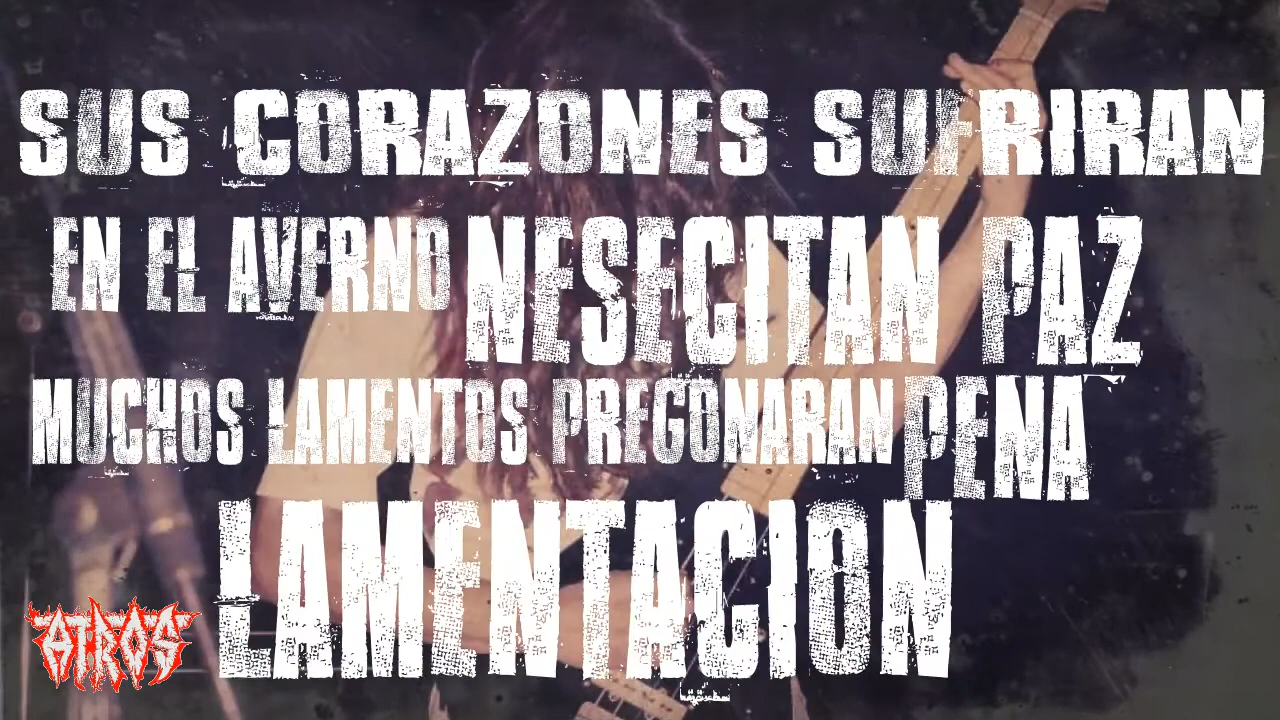 SUS CORAZONES SUFRIRAN
EN EL AVERNO NESECITAN PAZ
MUCHOS LAMENTOS PREGONARAN PENA
LAMENTACION
ATROS